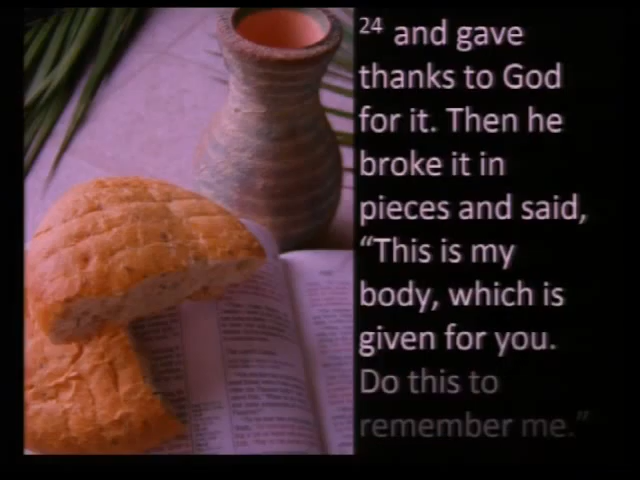 24 and gave
thanks to God
for it. Then he
broke it in
pieces and said,
“This is my
body, which is
given for you.
Do this to
remember me.”